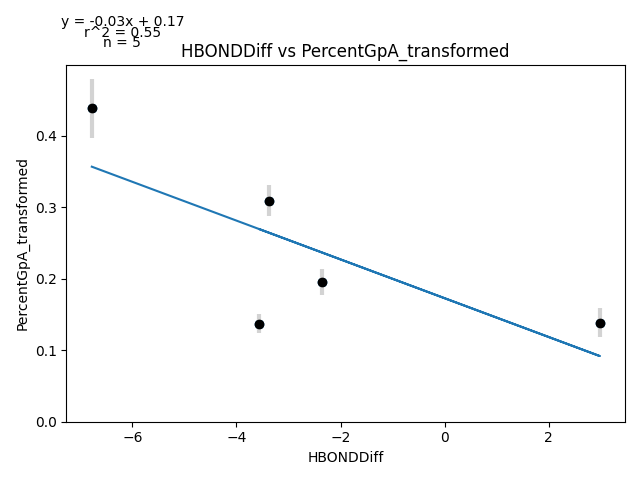 y = -0.03x + 0.17
r^2 = 0.55
n = 5
HBONDDiff vs PercentGpA_transformed
PercentGpA_transformed
0.4
0.3
0.2
0.1
0.0
−6
−4
−2
0
2
HBONDDiff